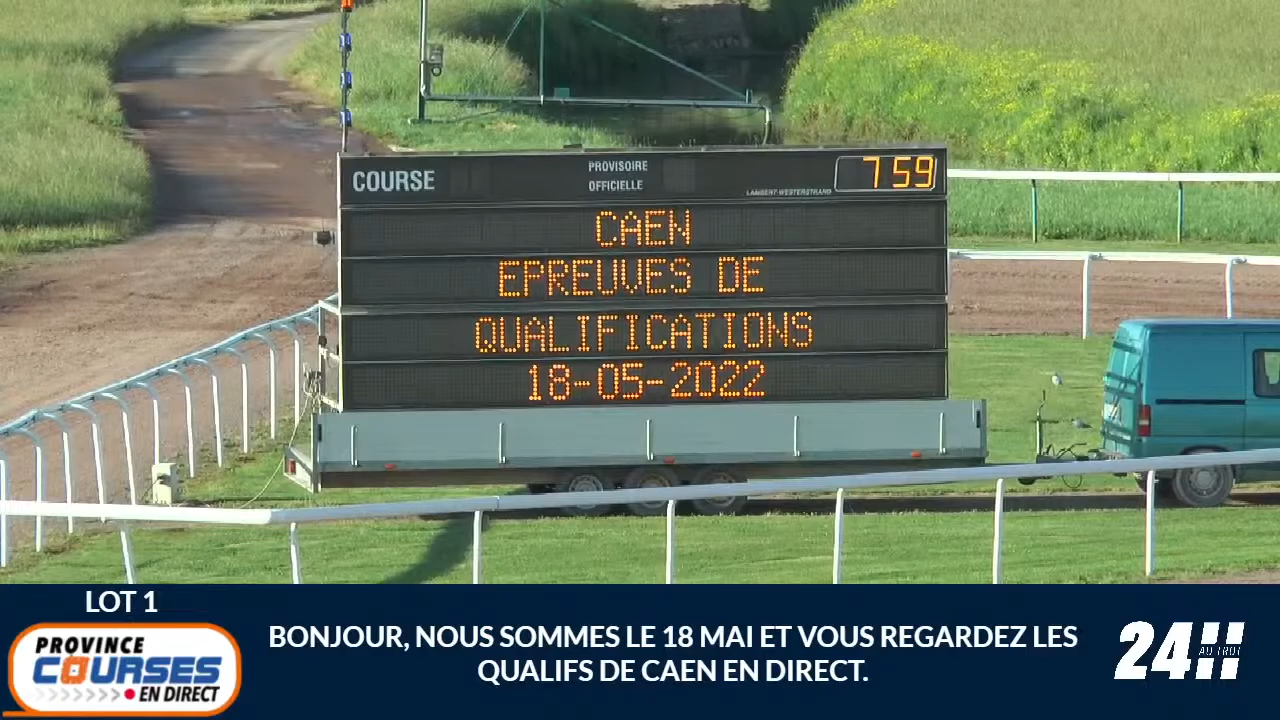 COURSE
PROVISOIRE
OFFICIELLE
LAMBERT-WESTERSTRAND
759
CAEN
EPREUVES DE
QUALIFICATIONS
18-05-2022
LOT 1
PROVINCE
COURSES
EN DIRECT
BONJOUR, NOUS SOMMES LE 18 MAI ET VOUS REGARDEZ LES
QUALIFS DE CAEN EN DIRECT.
24H
AU TROT